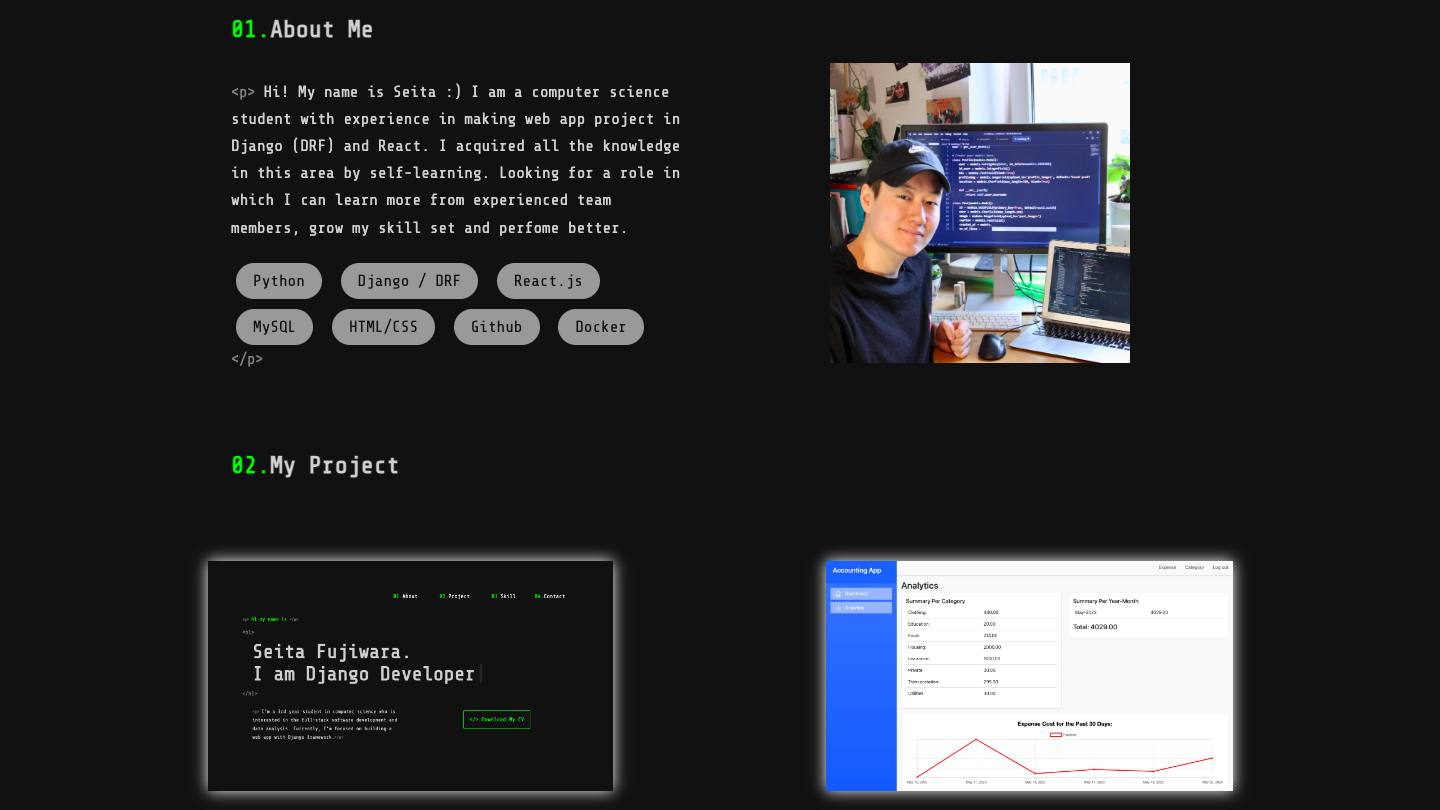 01.About Me
<p> Hi! My name is Seita :) I am a computer science
student with experience in making web app project in
Django (DRF) and React. I acquired all the knowledge
in this area by self-learning. Looking for a role in
which I can learn more from experienced team
members, grow my skill set and perfome better.
Python
Django / DRF
React.js
MySQL
HTML/CSS
Github
Docker
</p>
02.My Project
01.About
02.Project
03.Skill
04.Contact
<p> Hi my name is </p>
<h1>
Seita Fujiwara.
I am Django Developer
</h1>
<p> I'm a 3rd year student in computer science who is
interested in the full-stack software development and
data analysis. Currently, I'm focused on building a
web app with Django framework.</p>
</> Download My CV
Accounting App
Expense
Category
Log out
Dashboard
Analytics
Analytics
Summary Per Category
Clothing: 440.00
Education: 20.00
Food: 214.00
Housing: 2000.00
Insurance: 1000.00
Private 30.00
Transportation: 295.00
Utilities: 30.00
Summary Per Year-Month
May-2023 4029.00
Total: 4029.00
Expense Cost for the Past 30 Days:
Expense